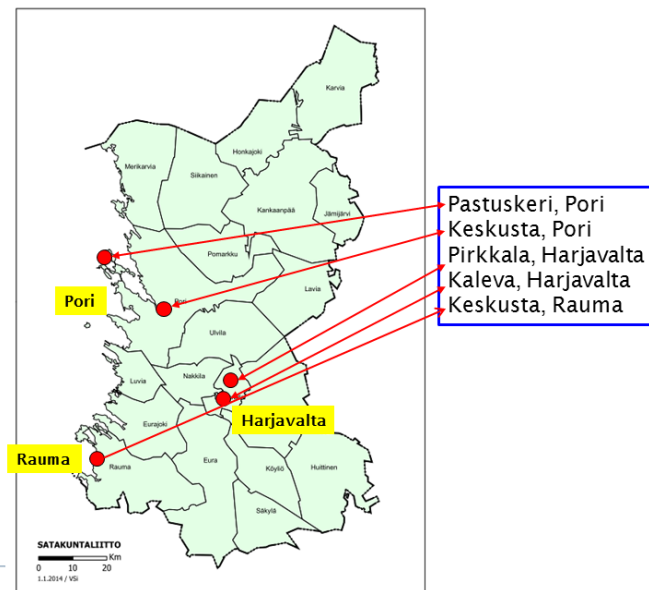 Karvia
Honkajoki
Merikarvia
Siikainen
Kankaanpää
Jämijärvi
Pomarkku
Pori
Pori
Lavia
Ulvila
Luvia
Nakkila
Harjavalta
Eurajoki
Rauma
Rauma
Eura
Köyliö
Huittinen
Säkylä
SATAKUNTALIITTO
0 10 20 Km
1.1.2014 / VSi
Pastuskeri, Pori
Keskusta, Pori
Pirkkala, Harjavalta
Kaleva, Harjavalta
Keskusta, Rauma